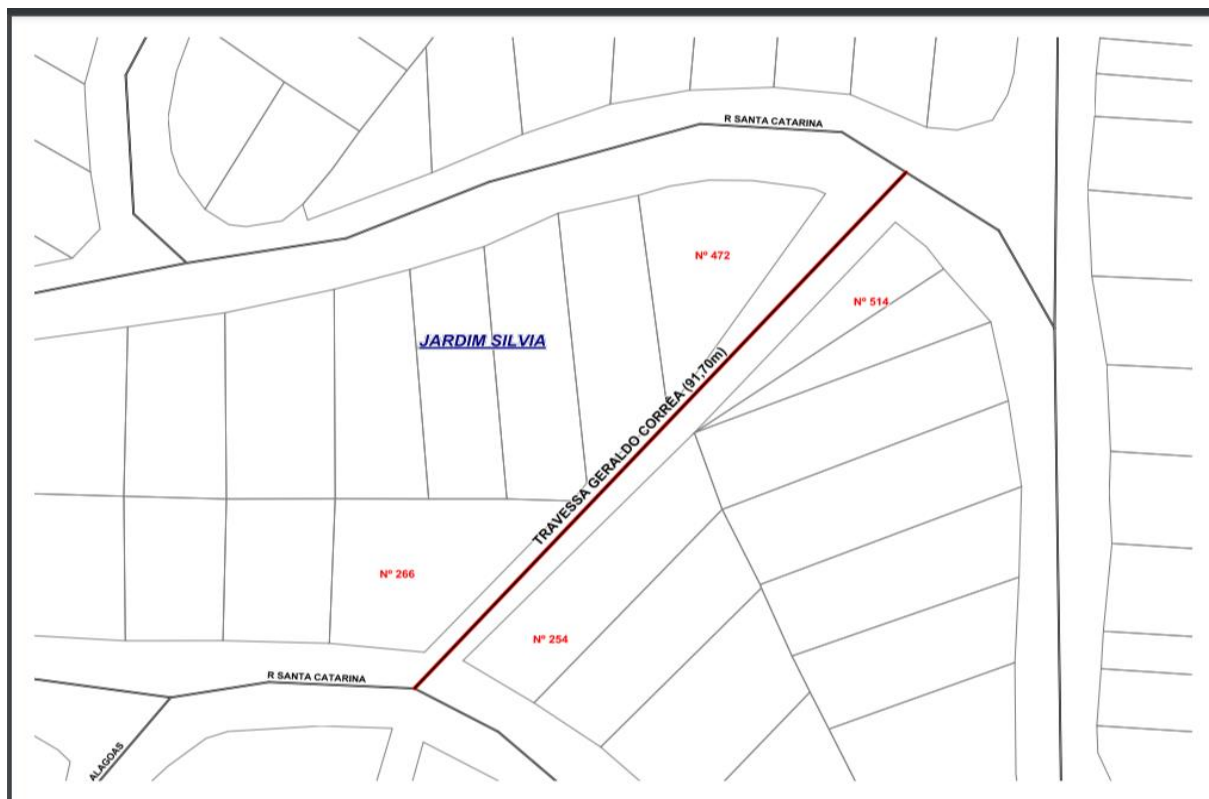 R SANTA CATARINA
Nº 472
Nº 514
JARDIM SILVIA
TRAVESSA GERALDO CORRÊA (91,70m)
Nº 266
Nº 254
R SANTA CATARINA
ALAGOAS